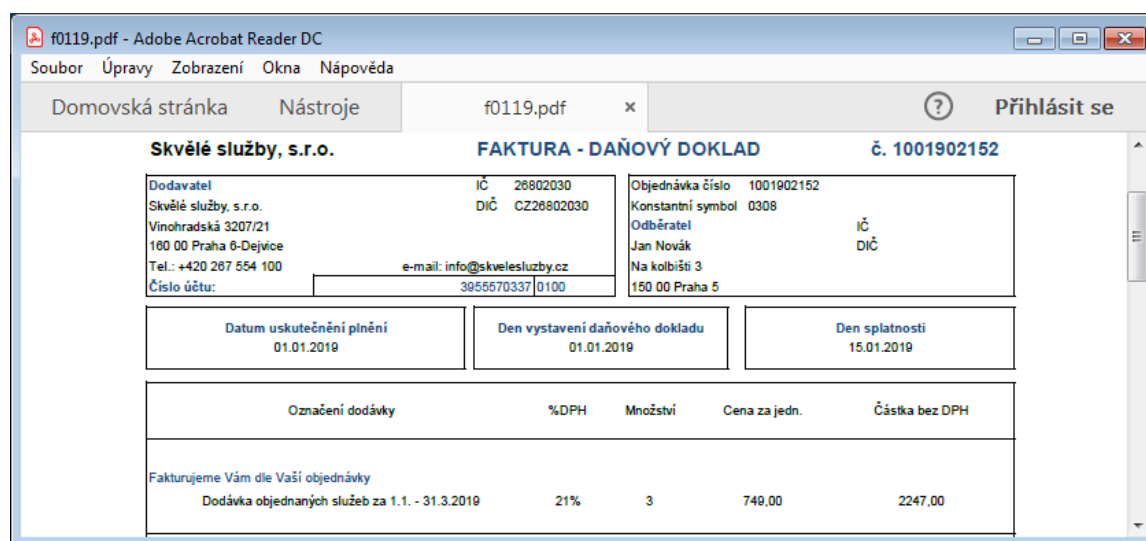 f0119.pdf - Adobe Acrobat Reader DC
Soubor Úpravy Zobrazení Okna Nápověda
Domovská stránka Nástroje f0119.pdf × ? Přihlásit se
Skvělé služby, s.r.o. FAKTURA - DAŇOVÝ DOKLAD č. 1001902152
Dodavatel IČ 26802030 Objednávka číslo 1001902152
Skvělé služby, s.r.o. DIČ CZ26802030 Konstantní symbol 0308
Vinohradská 3207/21 Odběratel IČ
160 00 Praha 6-Dejvice Jan Novák DIČ
Tel.: +420 267 554 100 e-mail: info@skvelesluzby.cz Na kolbišti 3
Číslo účtu: 3955570337 0100 150 00 Praha 5
Datum uskutečnění plnění Den vystavení daňového dokladu Den splatnosti
01.01.2019 01.01.2019 15.01.2019
Označení dodávky %DPH Množství Cena za jedn. Částka bez DPH
Fakturujeme Vám dle Vaší objednávky
Dodávka objednaných služeb za 1.1. - 31.3.2019 21% 3 749,00 2247,00